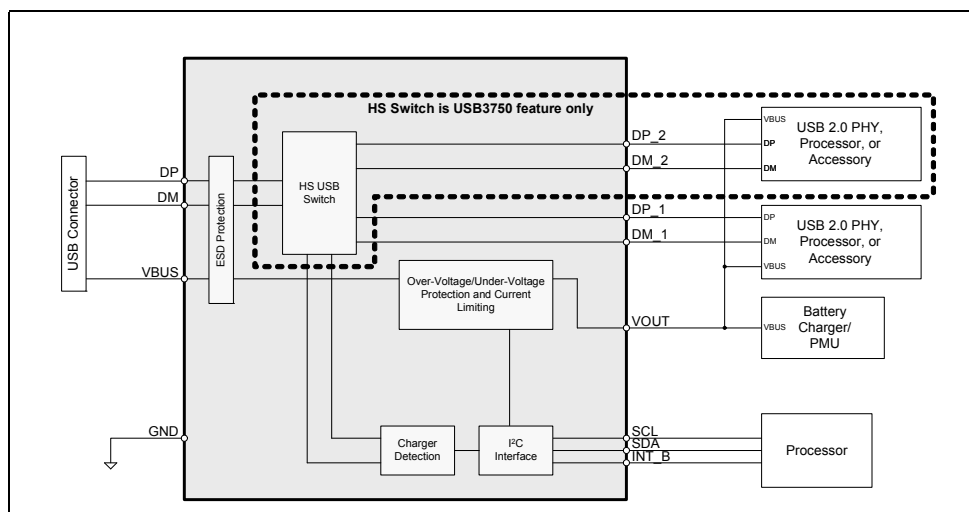 HS Switch is USB3750 feature only
USB Connector
DP
DM
VBUS
GND
ESD Protection
HS USB
Switch
Over-Voltage/Under-Voltage
Protection and Current
Limiting
Charger
Detection
I²C
Interface
DP_2
DM_2
DP_1
DM_1
VOUT
SCL
SDA
INT_B
VBUS
DP
DM
USB 2.0 PHY,
Processor, or
Accessory
DP
DM
VBUS
USB 2.0 PHY,
Processor, or
Accessory
VBUS
Battery
Charger/
PMU
Processor